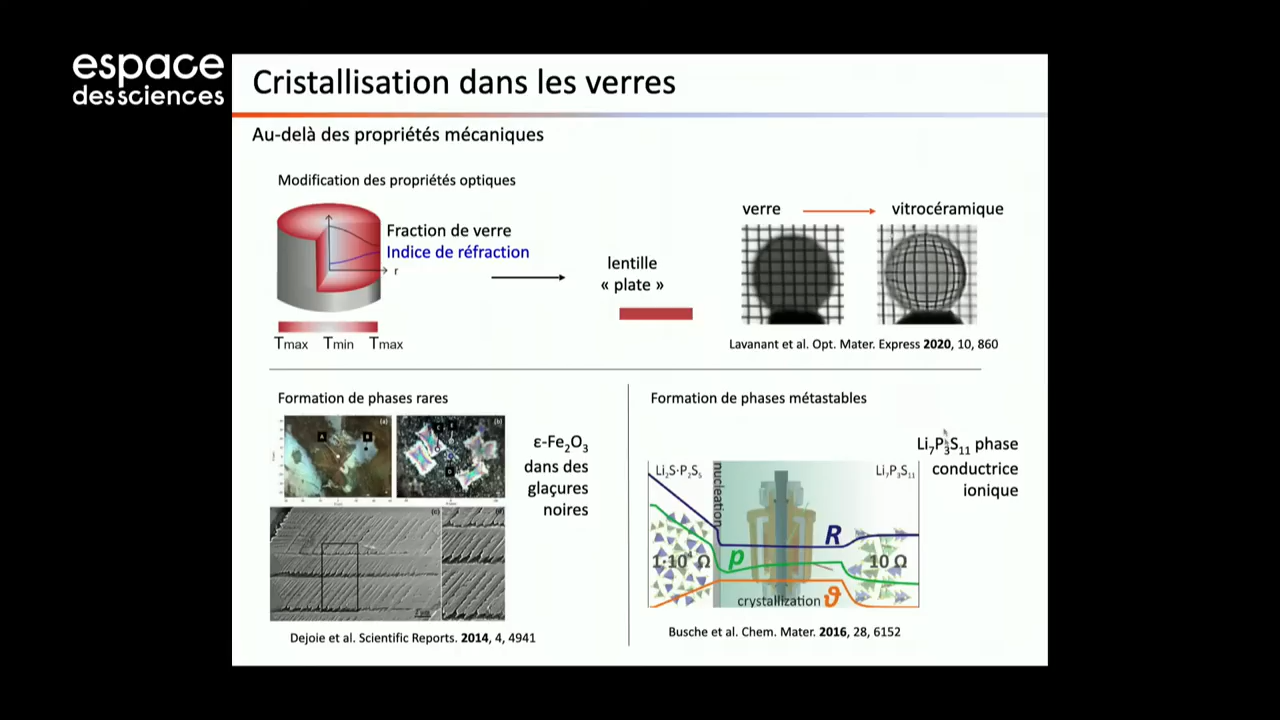 espace
des sciences
Cristallisation dans les verres
Au-delà des propriétés mécaniques
Modification des propriétés optiques
Fraction de verre
Indice de réfraction
r
Tmax Tmin Tmax
lentille
« plate »
verre
vitrocéramique
Lavanant et al. Opt. Mater. Express 2020, 10, 860
Formation de phases rares
(a)
A
B
(b)
C
D
(c)
(d)
ε-Fe₂O₃
dans des
glaçures
noires
Dejoie et al. Scientific Reports. 2014, 4, 4941
Formation de phases métastables
Li₇P₃S₁₁ phase
conductrice
ionique
Li₂S·P₂S₅
nucleation
Li₇P₃S₁₁
R
1·10⁴ Ω
p
10 Ω
crystallization ϑ
Busche et al. Chem. Mater. 2016, 28, 6152